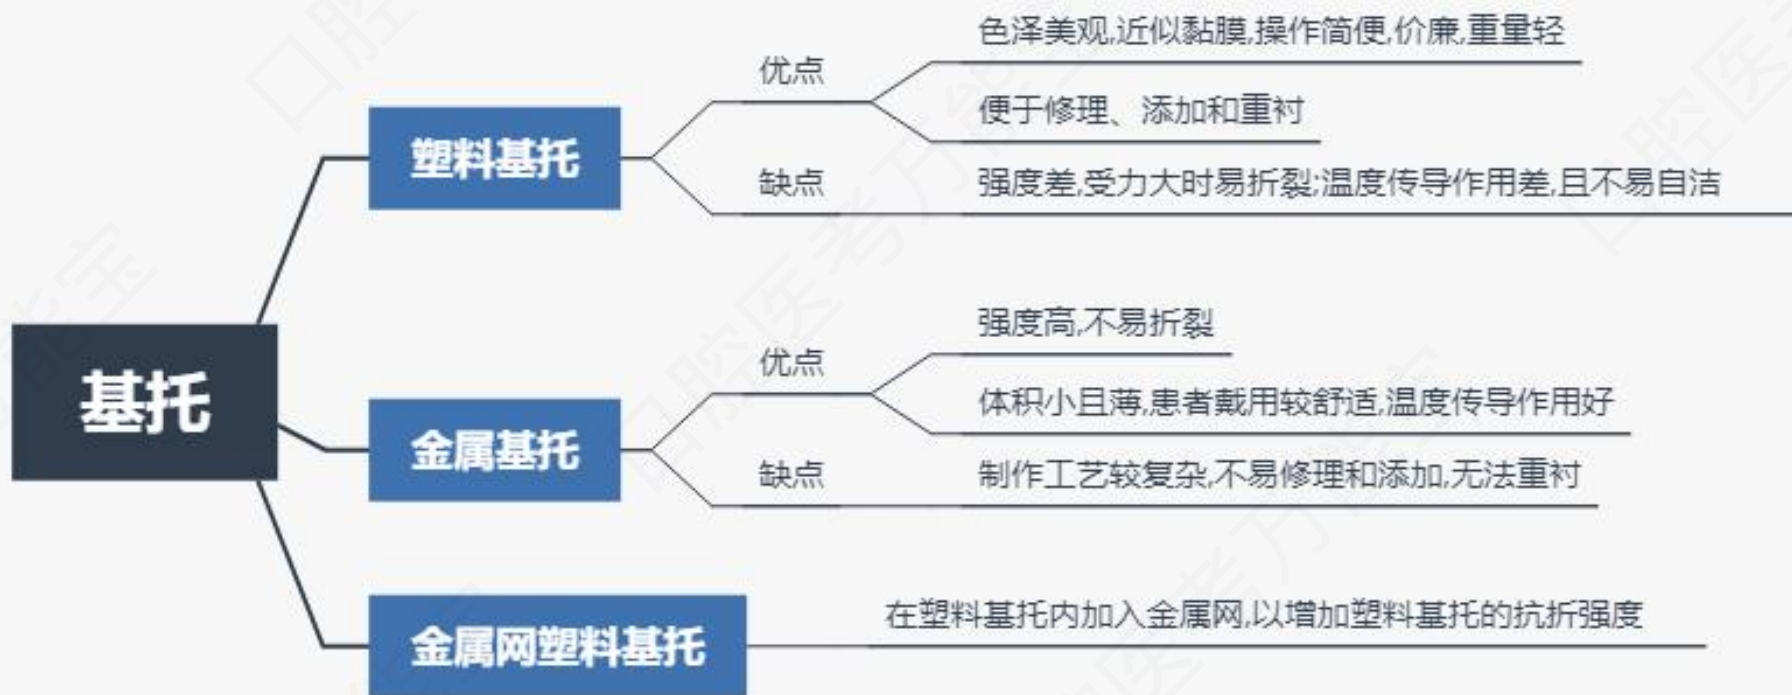 基托
塑料基托
优点
色泽美观,近似黏膜,操作简便,价廉,重量轻
便于修理、添加和重衬
缺点
强度差,受力大时易折裂;温度传导作用差,且不易自洁
金属基托
优点
强度高,不易折裂
体积小且薄,患者戴用较舒适,温度传导作用好
缺点
制作工艺较复杂,不易修理和添加,无法重衬
金属网塑料基托
在塑料基托内加入金属网,以增加塑料基托的抗折强度
口腔医考万能宝